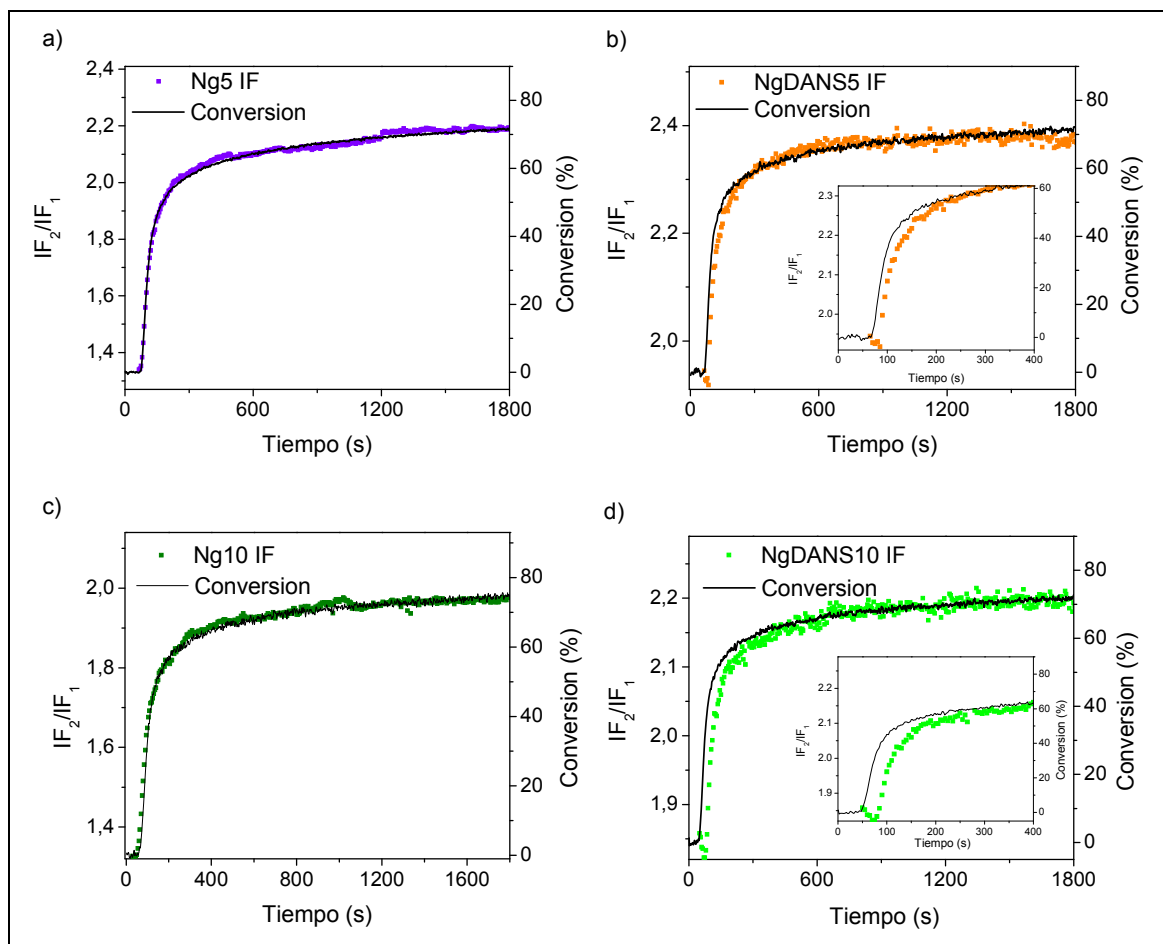 a)
Ng5 IF
Conversion
2,4
2,2
2,0
1,8
1,6
1,4
IF2/IF1
80
60
40
20
0
Conversion (%)
0 600 1200 1800
Tiempo (s)
b)
NgDANS5 IF
Conversion
2,4
2,2
2,0
IF2/IF1
80
60
40
20
0
Conversion (%)
0 600 1200 1800
Tiempo (s)
2.3
2.2
2.1
2.0
IF2/IF1
60
40
20
0
0 100 200 300 400
Tiempo (s)
c)
Ng10 IF
Conversion
2,0
1,8
1,6
1,4
IF2/IF1
80
60
40
20
0
Conversion (%)
0 400 800 1200 1600
Tiempo (s)
d)
NgDANS10 IF
Conversion
2,2
2,1
2,0
1,9
IF2/IF1
80
60
40
20
0
Conversion (%)
0 600 1200 1800
Tiempo (s)
2.2
2.1
2.0
1.9
IF2/IF1
80
60
40
20
0
Conversion (%)
0 100 200 300 400
Tiempo (s)